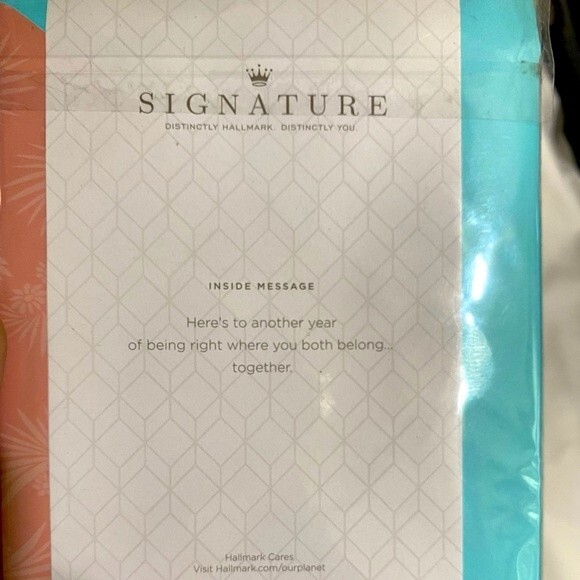 SIGNATURE
DISTINCTLY HALLMARK. DISTINCTLY YOU.
INSIDE MESSAGE
Here's to another year
of being right where you both belong...
together.
Hallmark Cares
Visit Hallmark.com/ourplanet